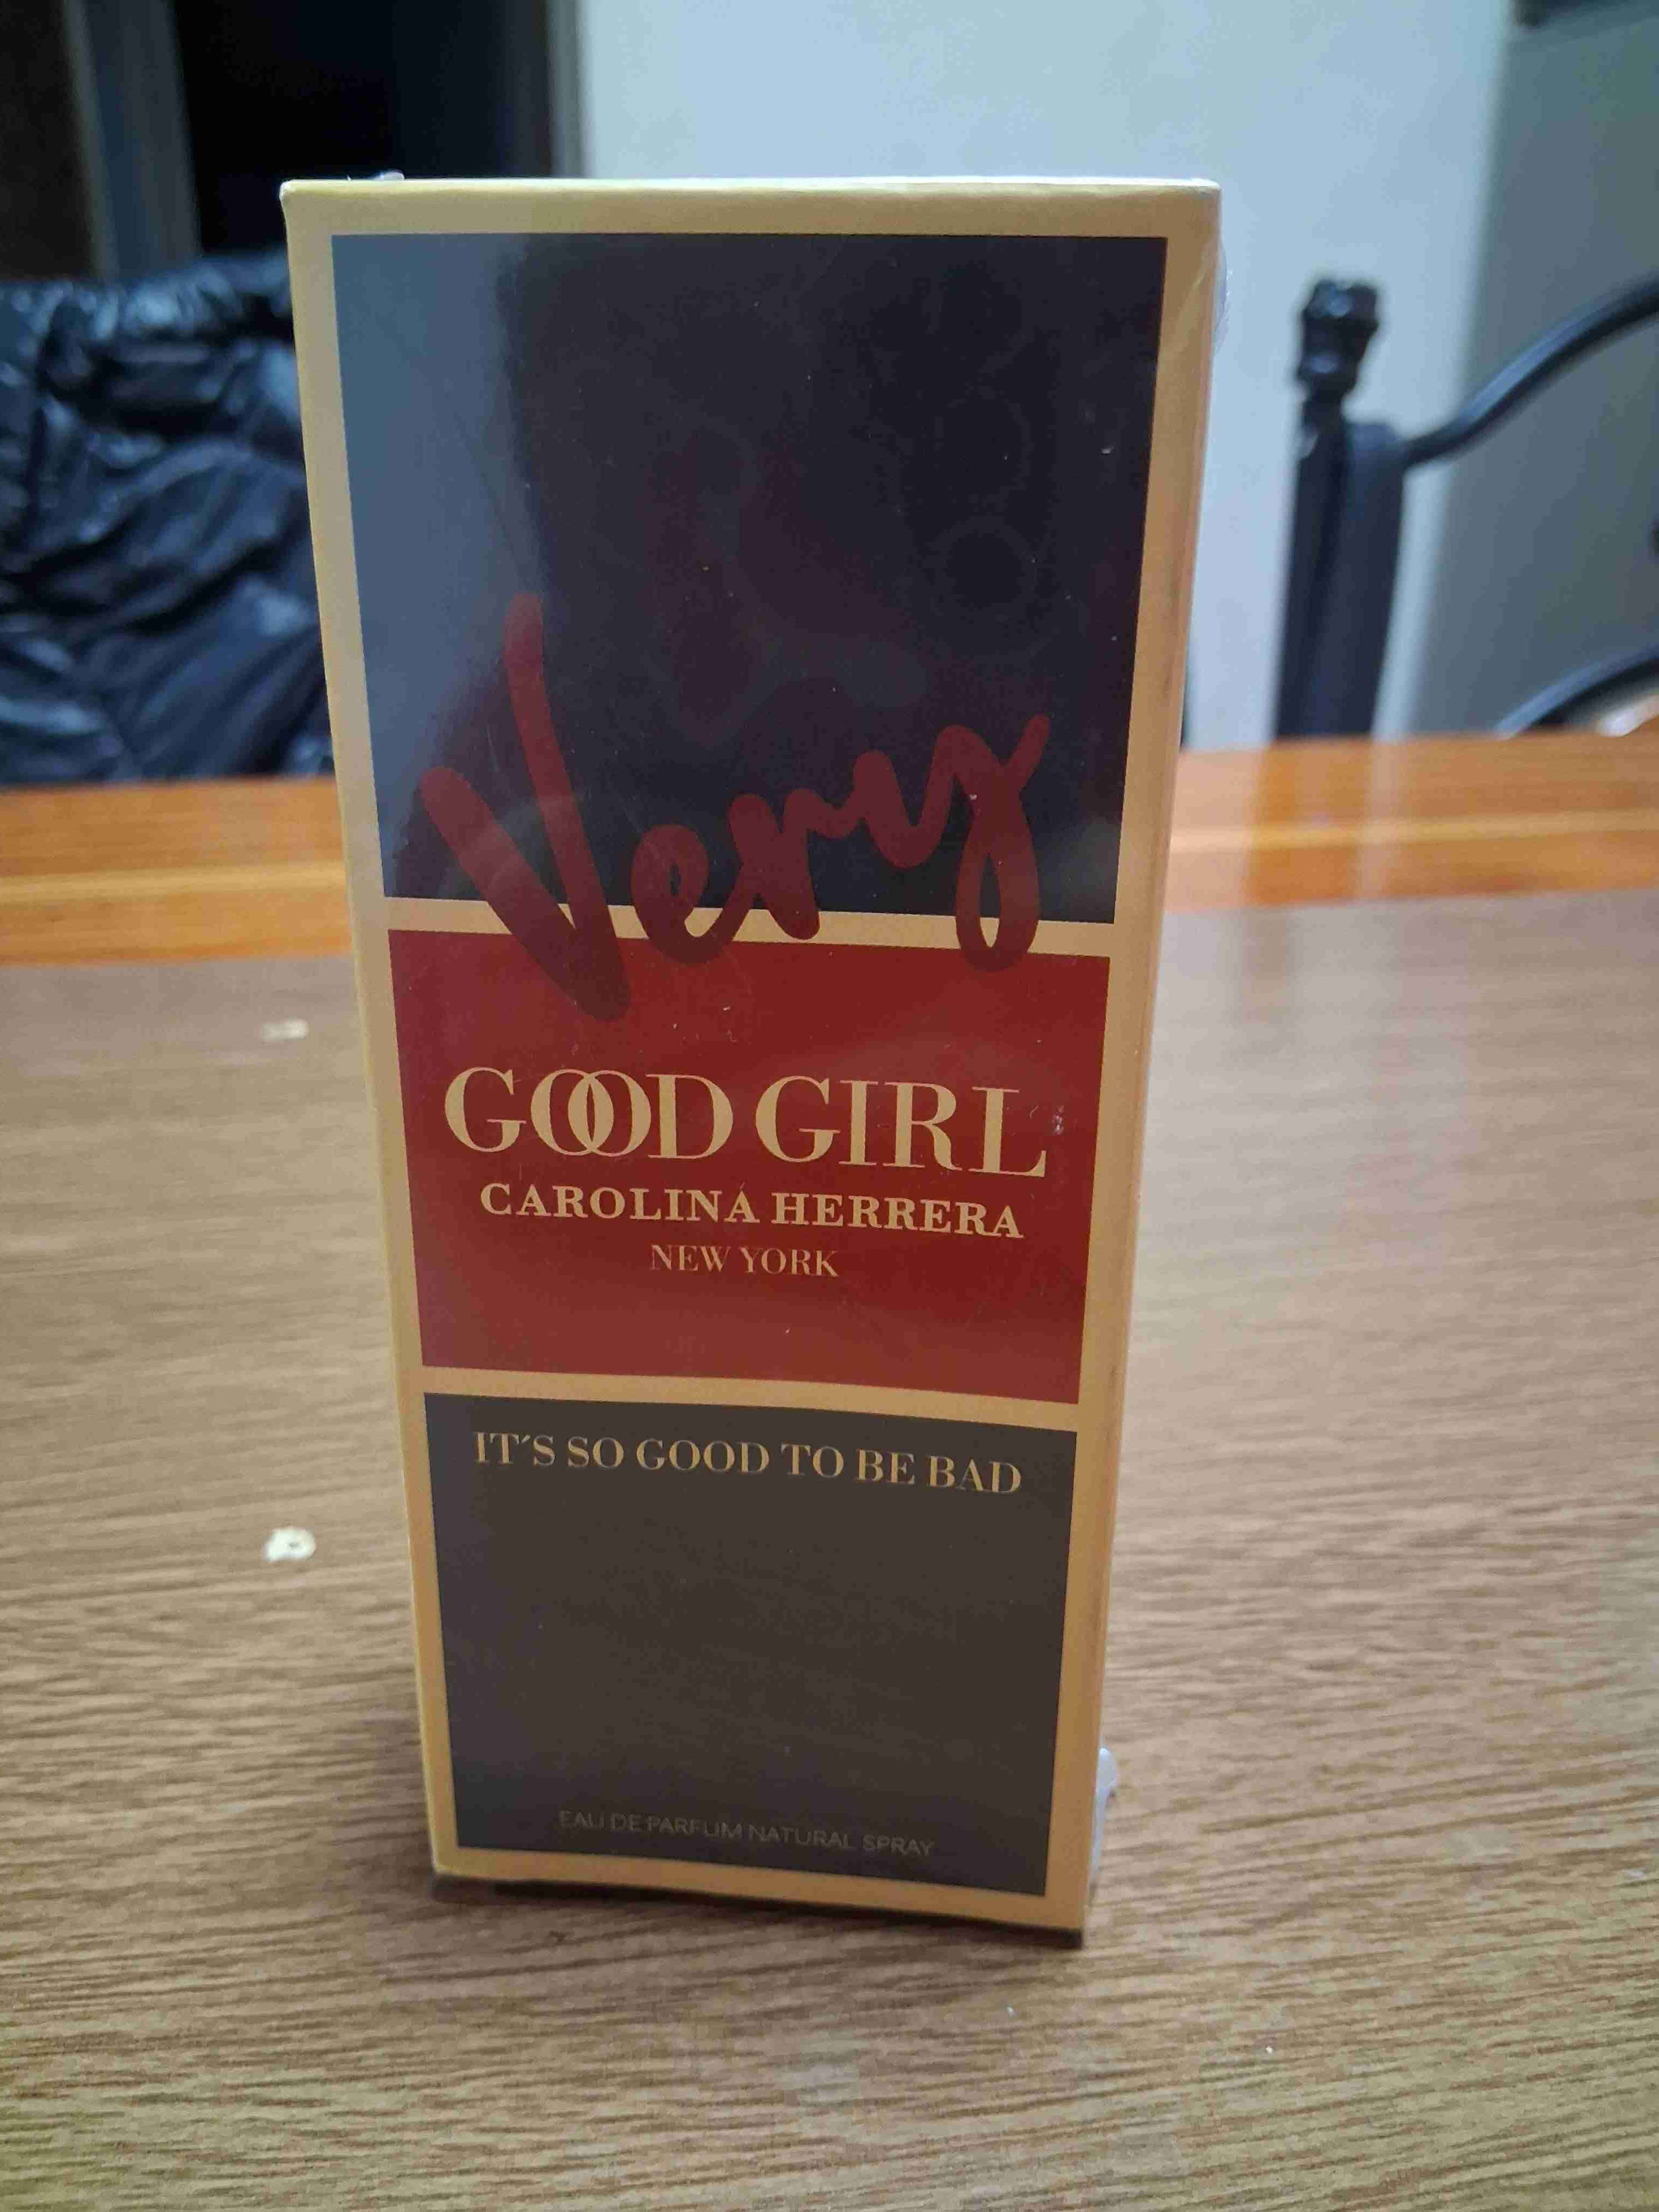 Very
GOOD GIRL
CAROLINA HERRERA
NEW YORK
IT´S SO GOOD TO BE BAD
EAU DE PARFUM NATURAL SPRAY